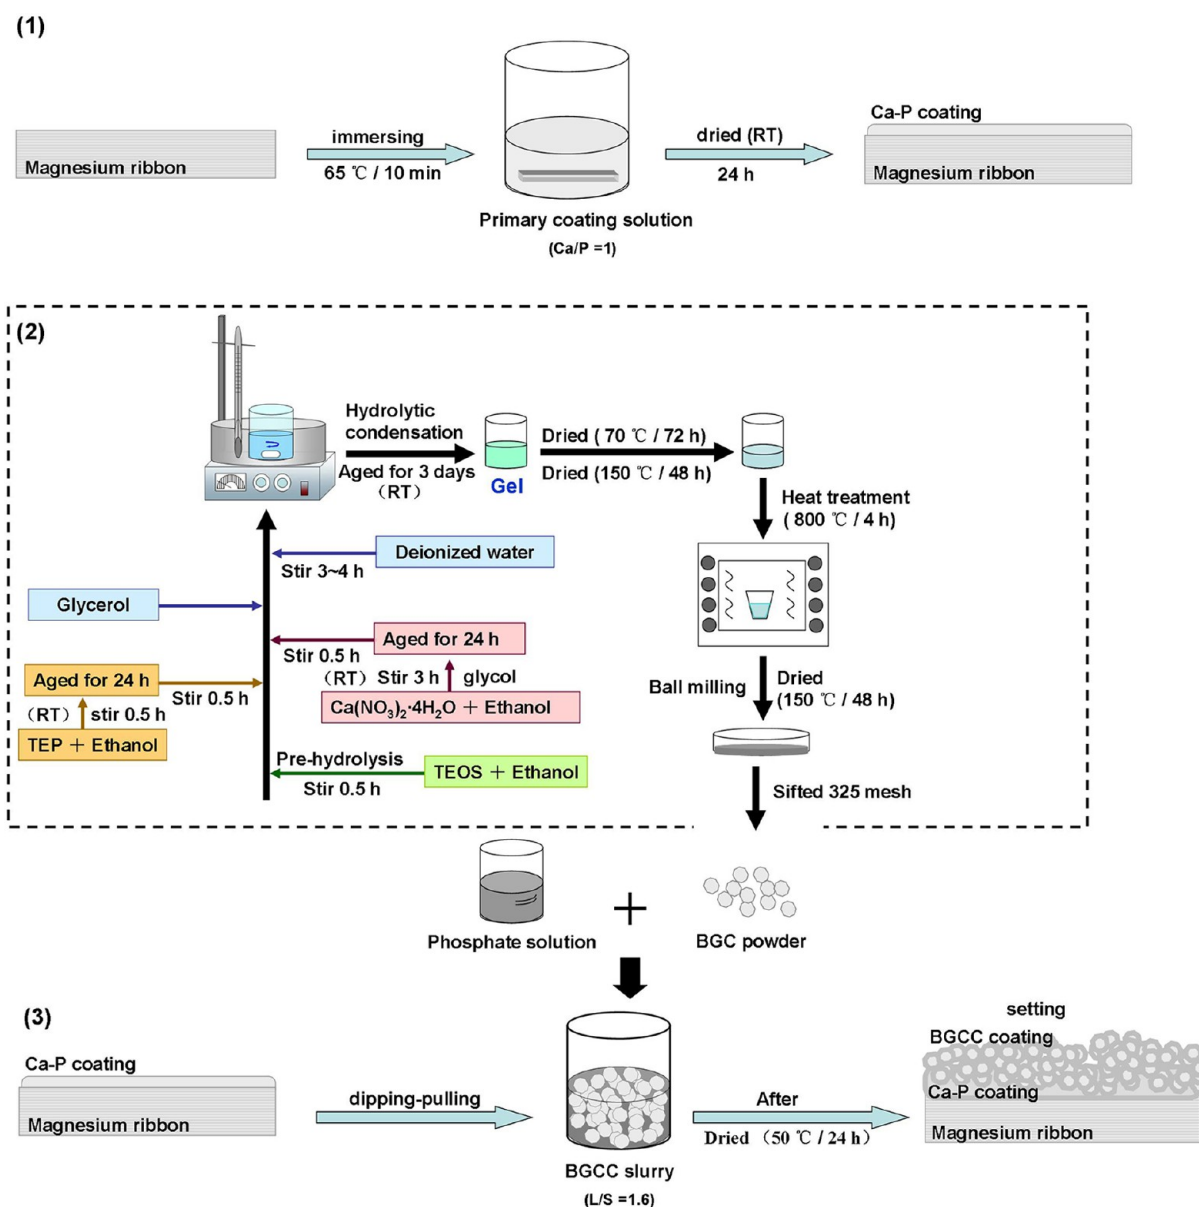 (1)
Magnesium ribbon
immersing
65 ℃ / 10 min
Primary coating solution
(Ca/P =1)
dried (RT)
24 h
Ca-P coating
Magnesium ribbon
(2)
Hydrolytic
condensation
Aged for 3 days
（RT）
Gel
Dried ( 70 ℃ / 72 h)
Dried (150 ℃ / 48 h)
Heat treatment
( 800 ℃ / 4 h)
Deionized water
Stir 3~4 h
Glycerol
Aged for 24 h
Stir 0.5 h
(RT)
Stir 3 h
glycol
Ca(NO₃)₂·4H₂O + Ethanol
Aged for 24 h
Stir 0.5 h
（RT）
stir 0.5 h
TEP + Ethanol
Pre-hydrolysis
Stir 0.5 h
TEOS + Ethanol
Ball milling
Dried
(150 ℃ / 48 h)
Sifted 325 mesh
Phosphate solution
+
BGC powder
(3)
Ca-P coating
Magnesium ribbon
dipping-pulling
BGCC slurry
(L/S =1.6)
After
Dried （50 ℃ / 24 h）
setting
BGCC coating
Ca-P coating
Magnesium ribbon